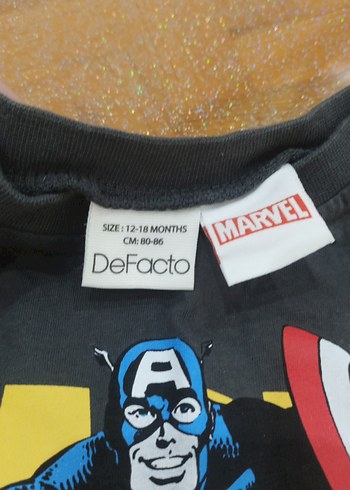 SIZE : 12-18 MONTHS
CM: 80-86
DeFacto
MARVEL
A